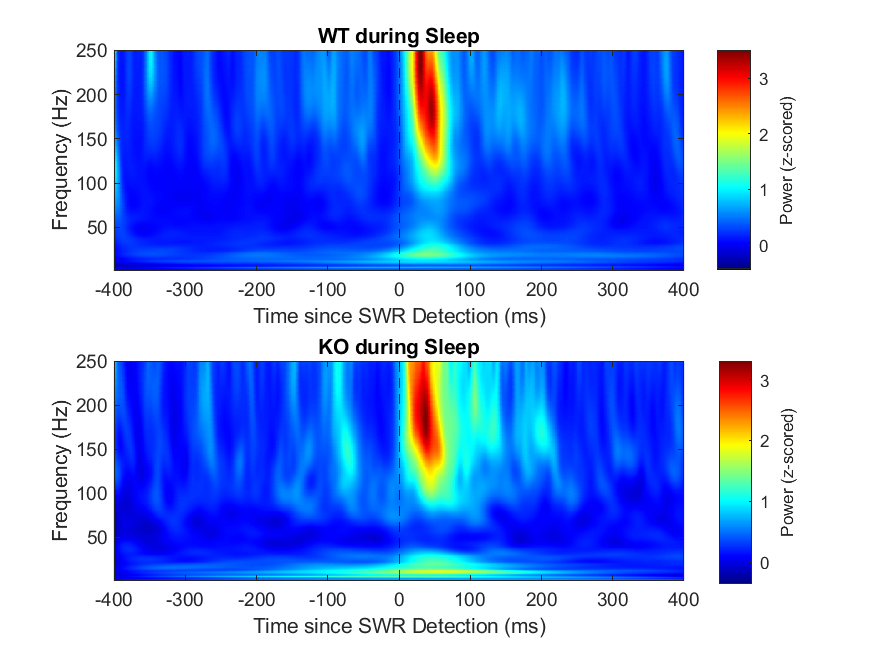 WT during Sleep
250
200
150
100
50
Frequency (Hz)
-400 -300 -200 -100 0 100 200 300 400
Time since SWR Detection (ms)
3
2
1
0
Power (z-scored)
KO during Sleep
250
200
150
100
50
Frequency (Hz)
-400 -300 -200 -100 0 100 200 300 400
Time since SWR Detection (ms)
3
2
1
0
Power (z-scored)